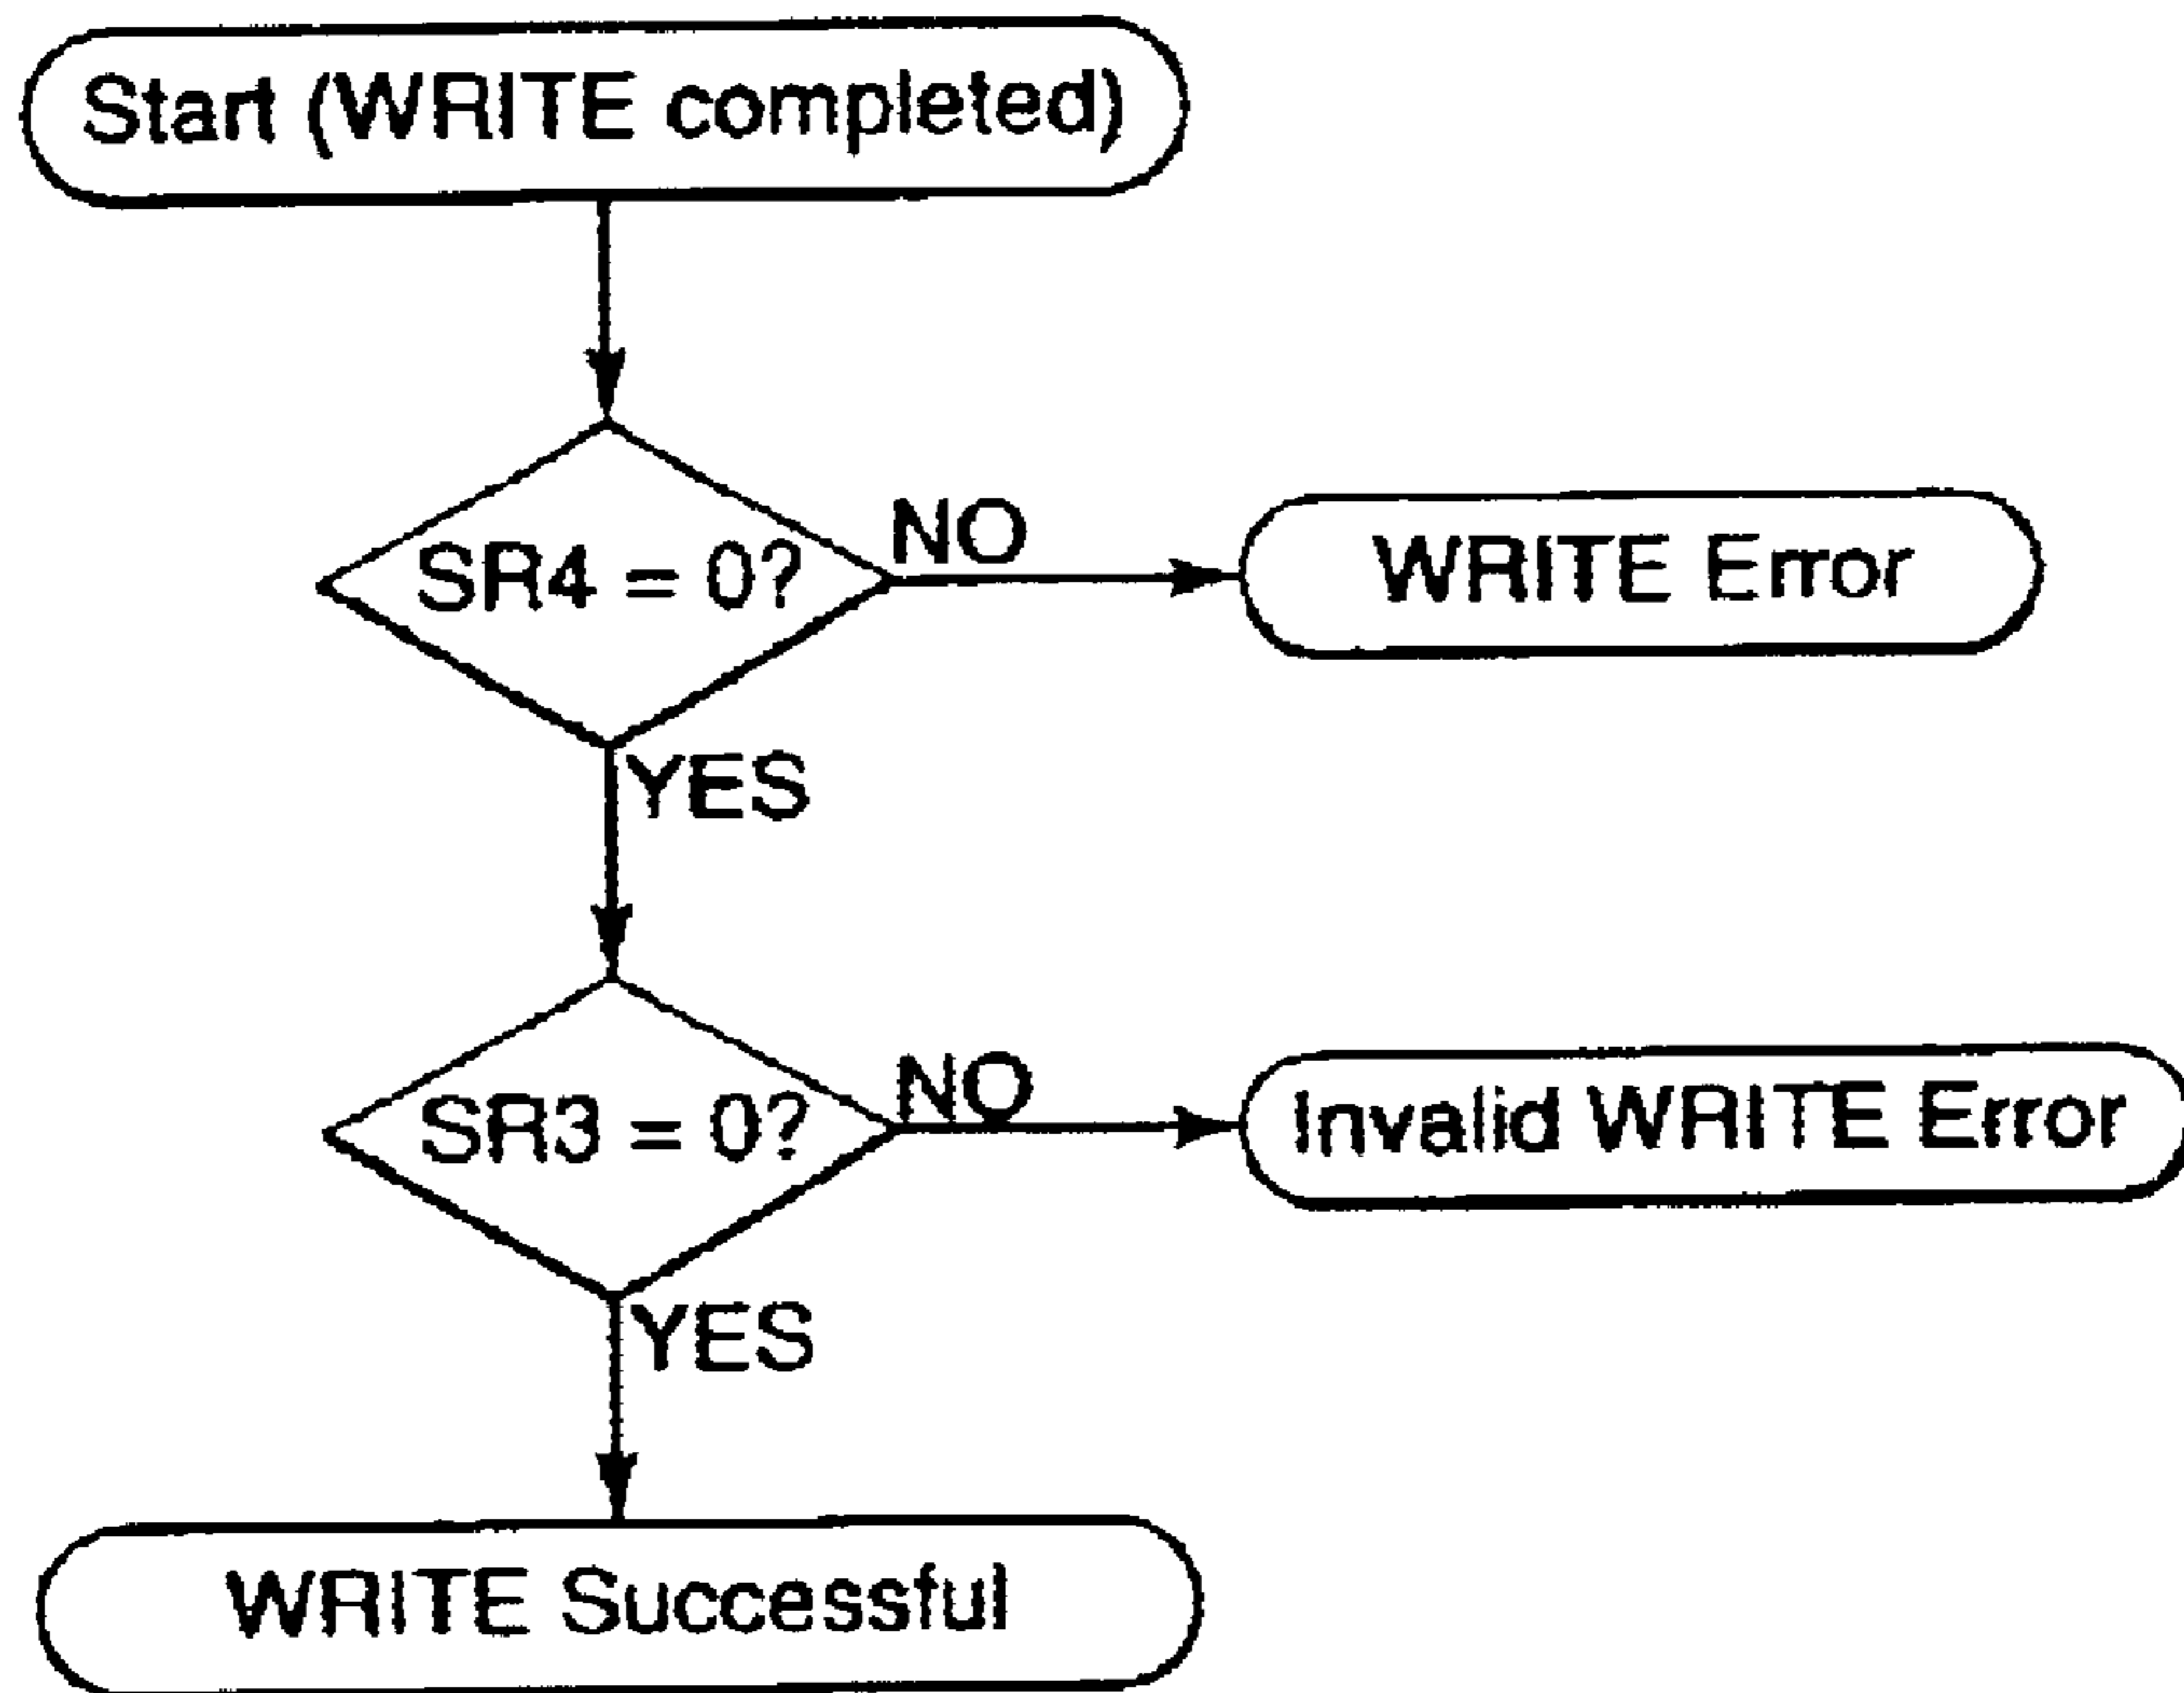 Start (WRITE completed)
SR4 = 0?
NO
WRITE Error
YES
SR3 = 0?
NO
Invalid WRITE Error
YES
WRITE Successful